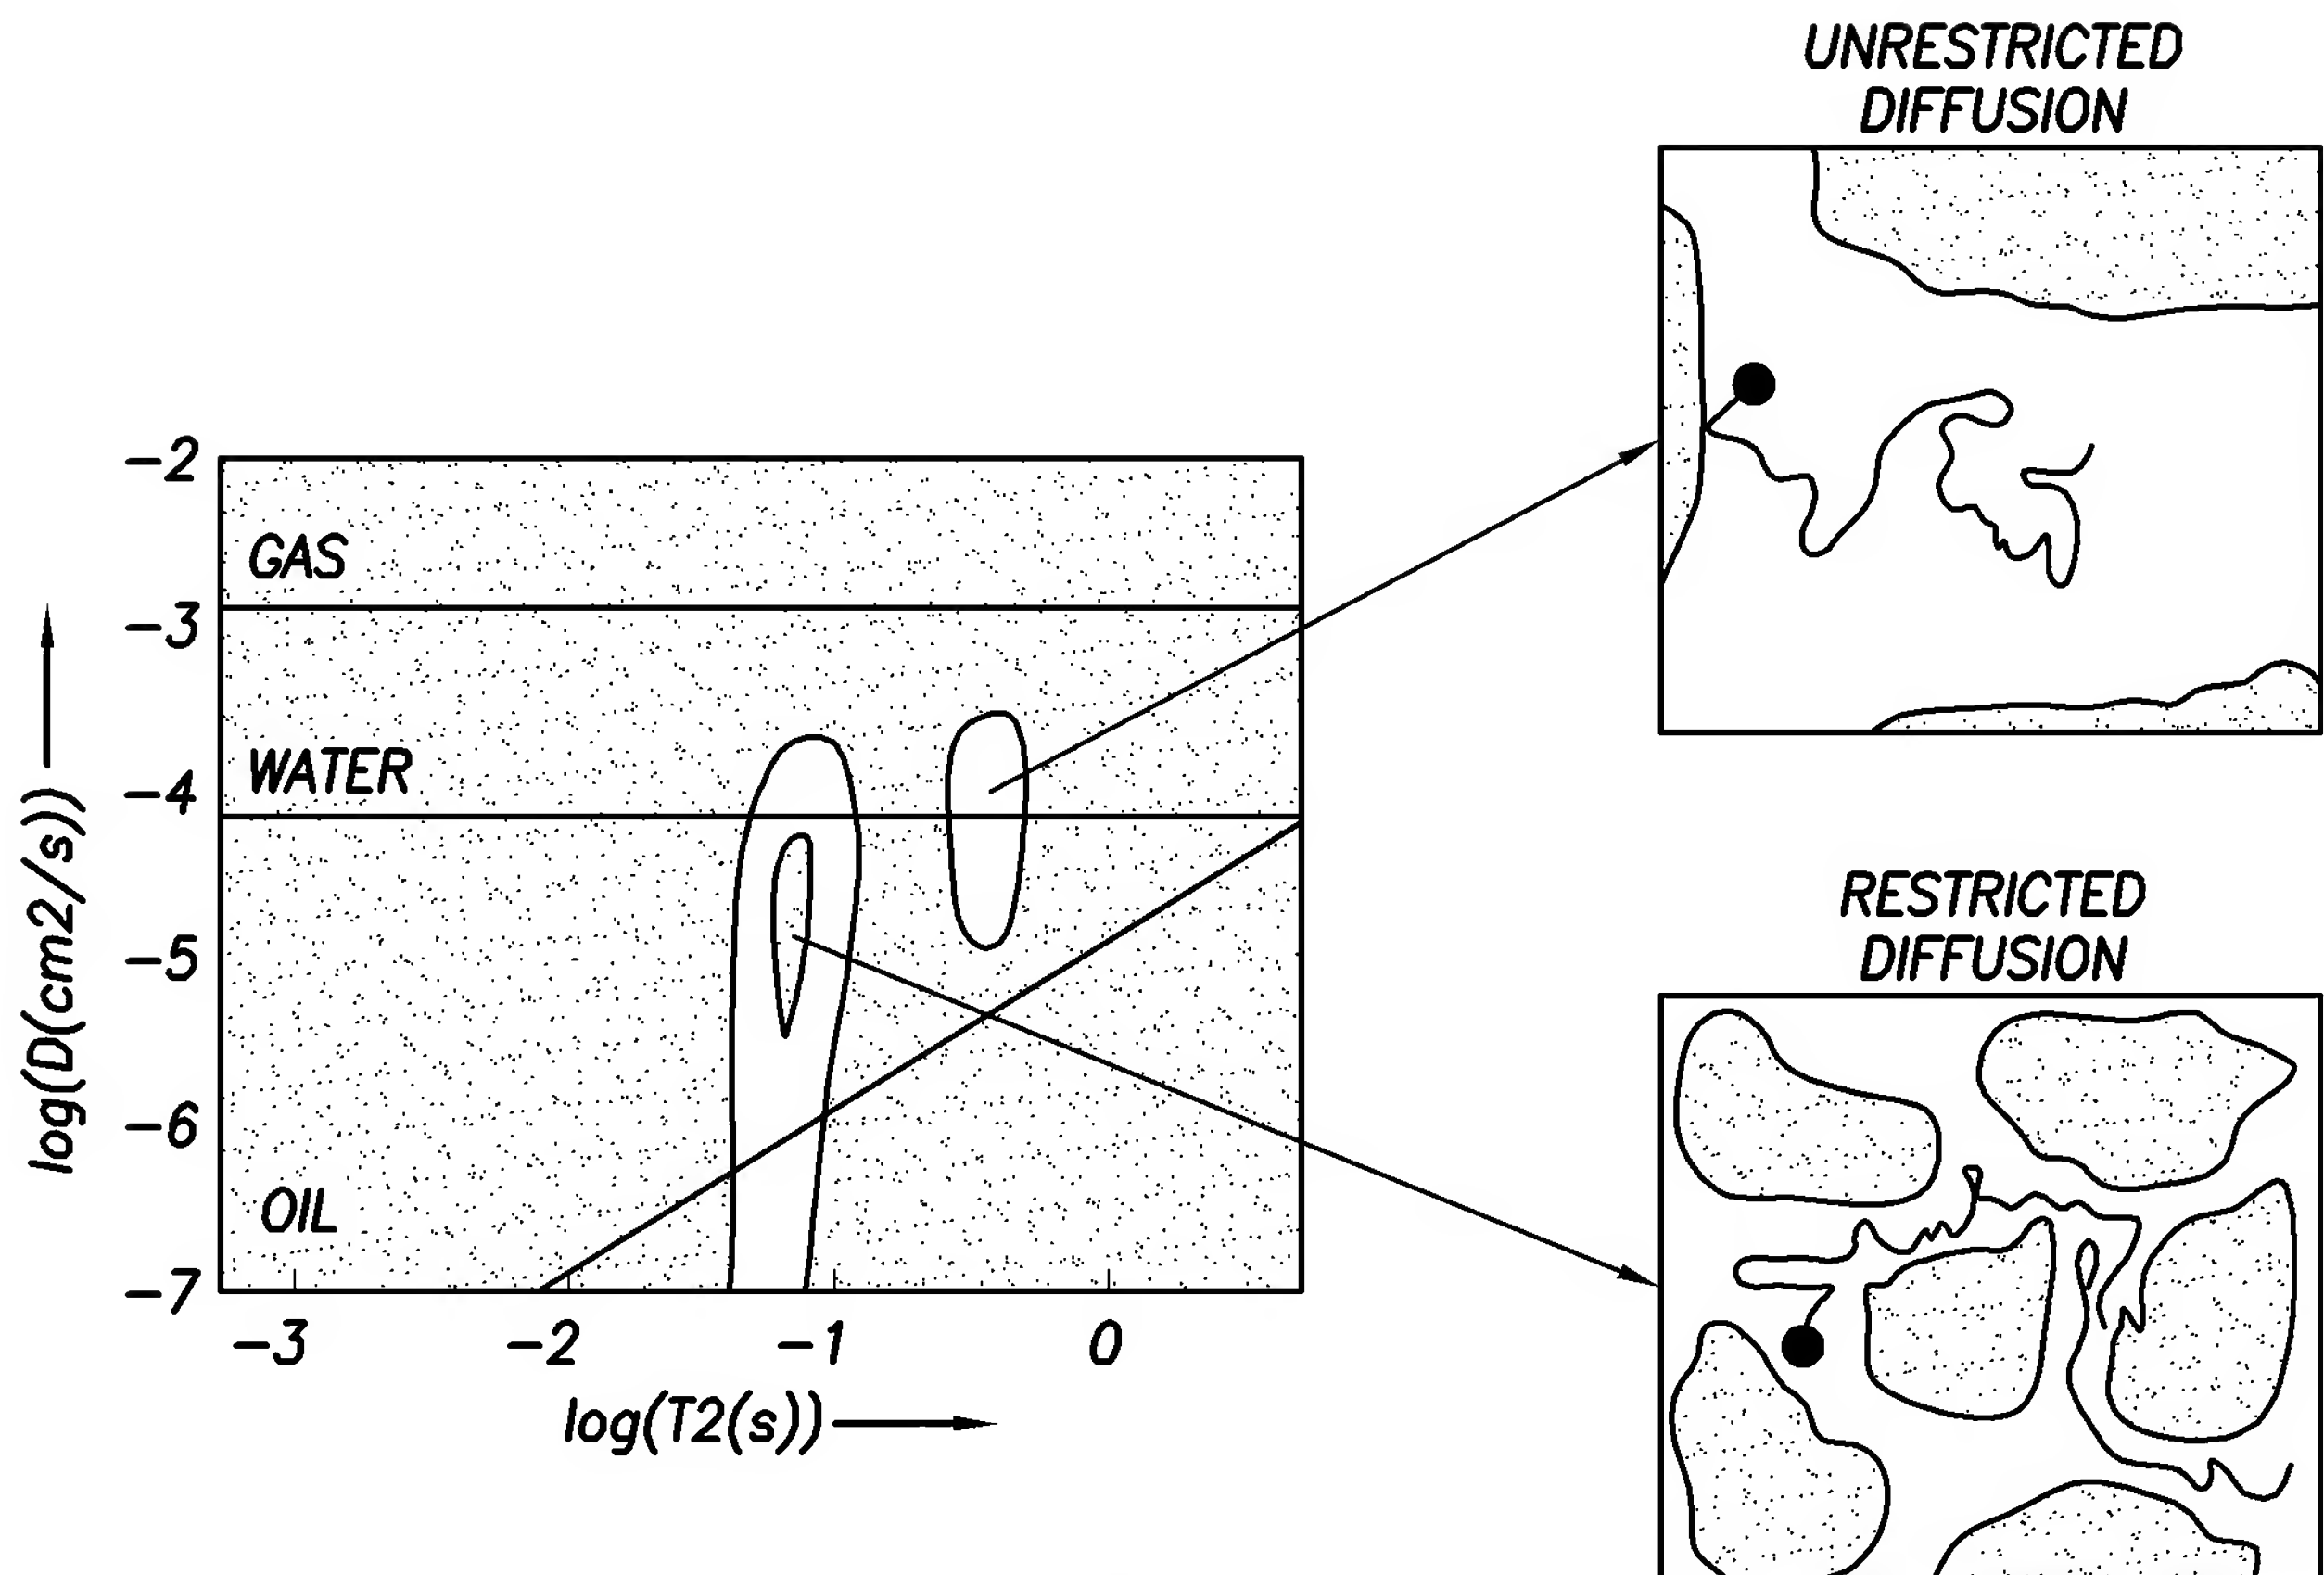 UNRESTRICTED
DIFFUSION
-2
GAS
-3
WATER
-4
-5
-6
OIL
-7
log(D(cm2/s))
-3 -2 -1 0
log(T2(s))
RESTRICTED
DIFFUSION